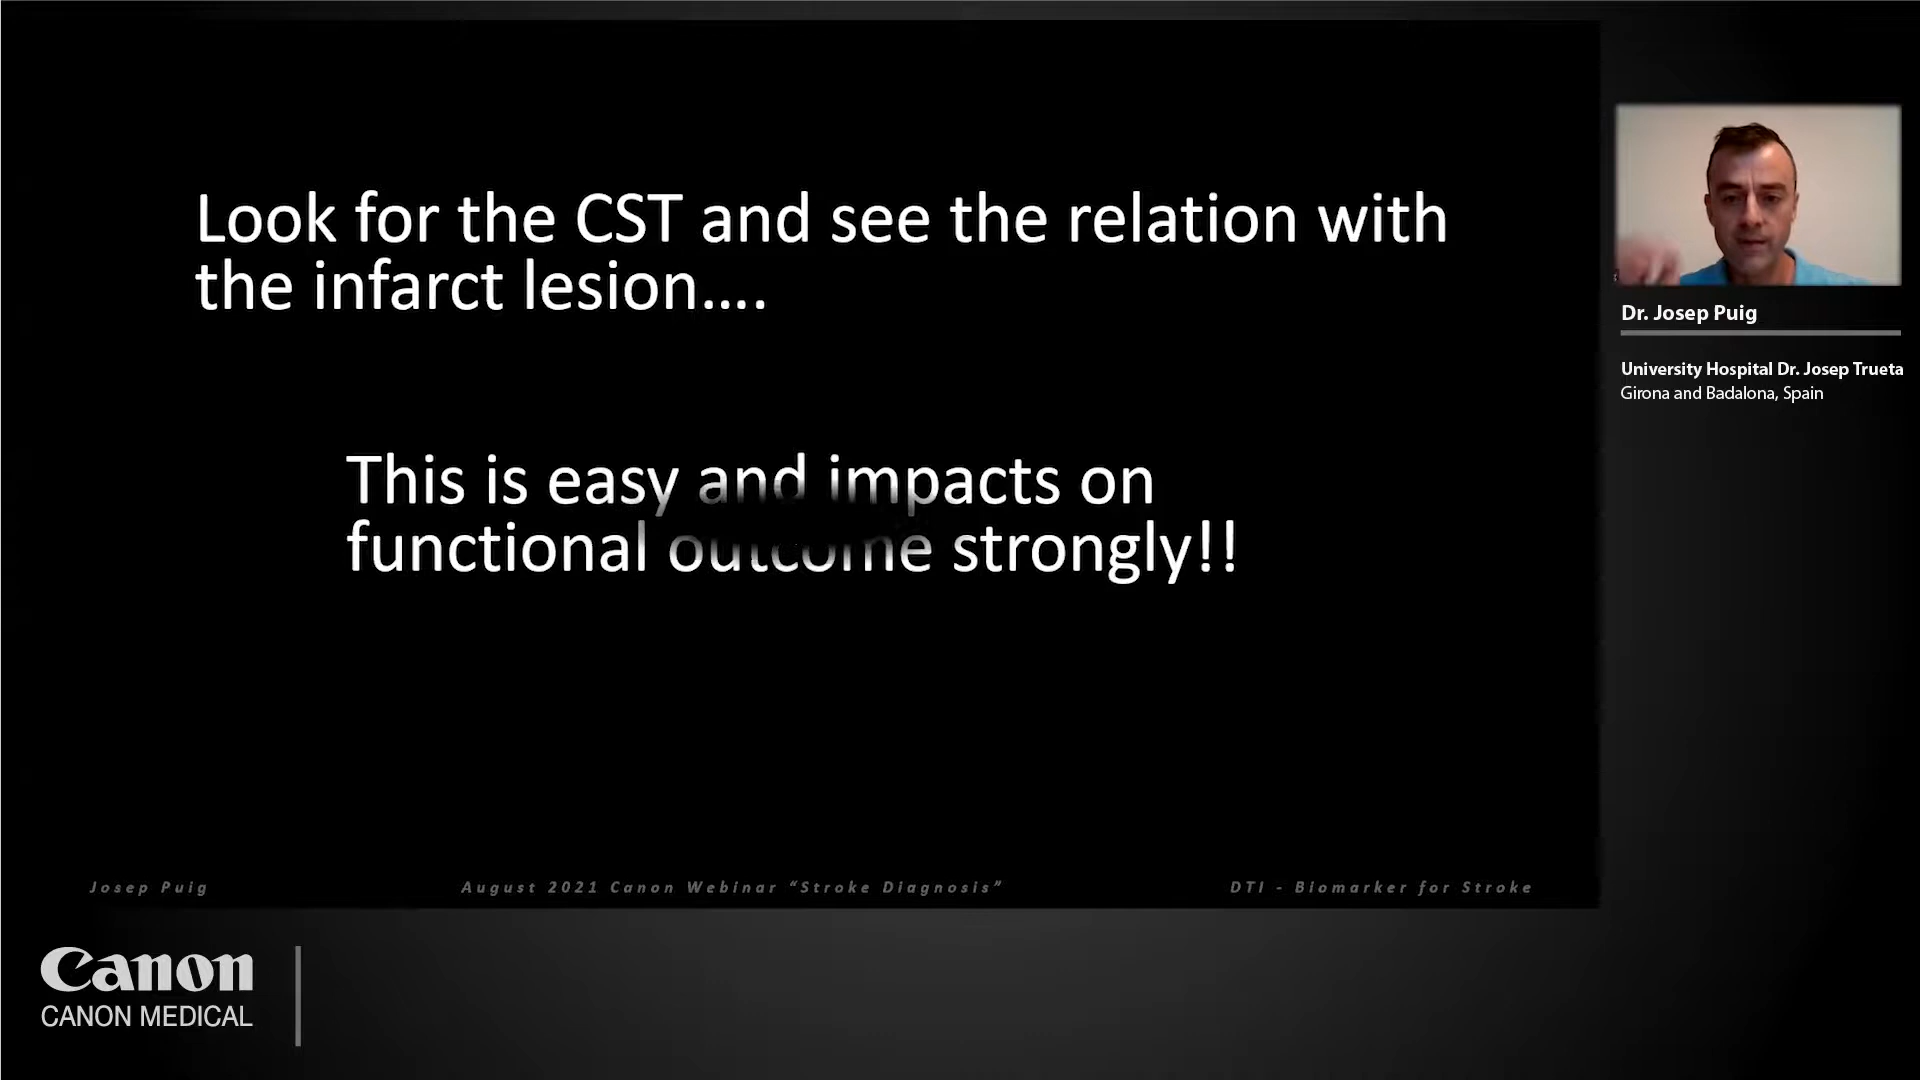 Look for the CST and see the relation with
the infarct lesion....
This is easy and impacts on
functional outcome strongly!!
Josep Puig
August 2021 Canon Webinar “Stroke Diagnosis”
DTI - Biomarker for Stroke
Dr. Josep Puig
University Hospital Dr. Josep Trueta
Girona and Badalona, Spain
Canon
CANON MEDICAL